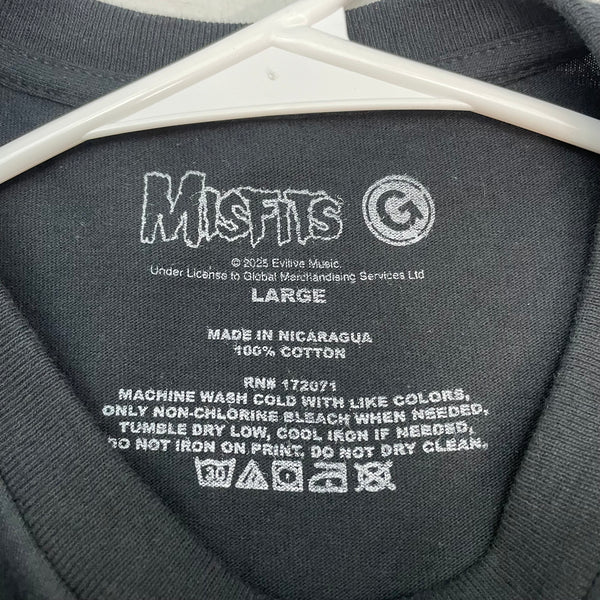 MISFITS G
© 2025 Evilive Music.
Under License to Global Merchandising Services Ltd
LARGE
MADE IN NICARAGUA
100% COTTON
RN# 172071
MACHINE WASH COLD WITH LIKE COLORS,
ONLY NON-CHLORINE BLEACH WHEN NEEDED,
TUMBLE DRY LOW, COOL IRON IF NEEDED,
DO NOT IRON ON PRINT, DO NOT DRY CLEAN.
30